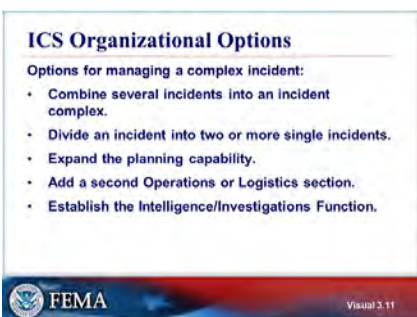 ICS Organizational Options
Options for managing a complex incident:
• Combine several incidents into an incident
complex.
• Divide an incident into two or more single incidents.
• Expand the planning capability.
• Add a second Operations or Logistics section.
• Establish the Intelligence/Investigations Function.
FEMA
Visual 3.11